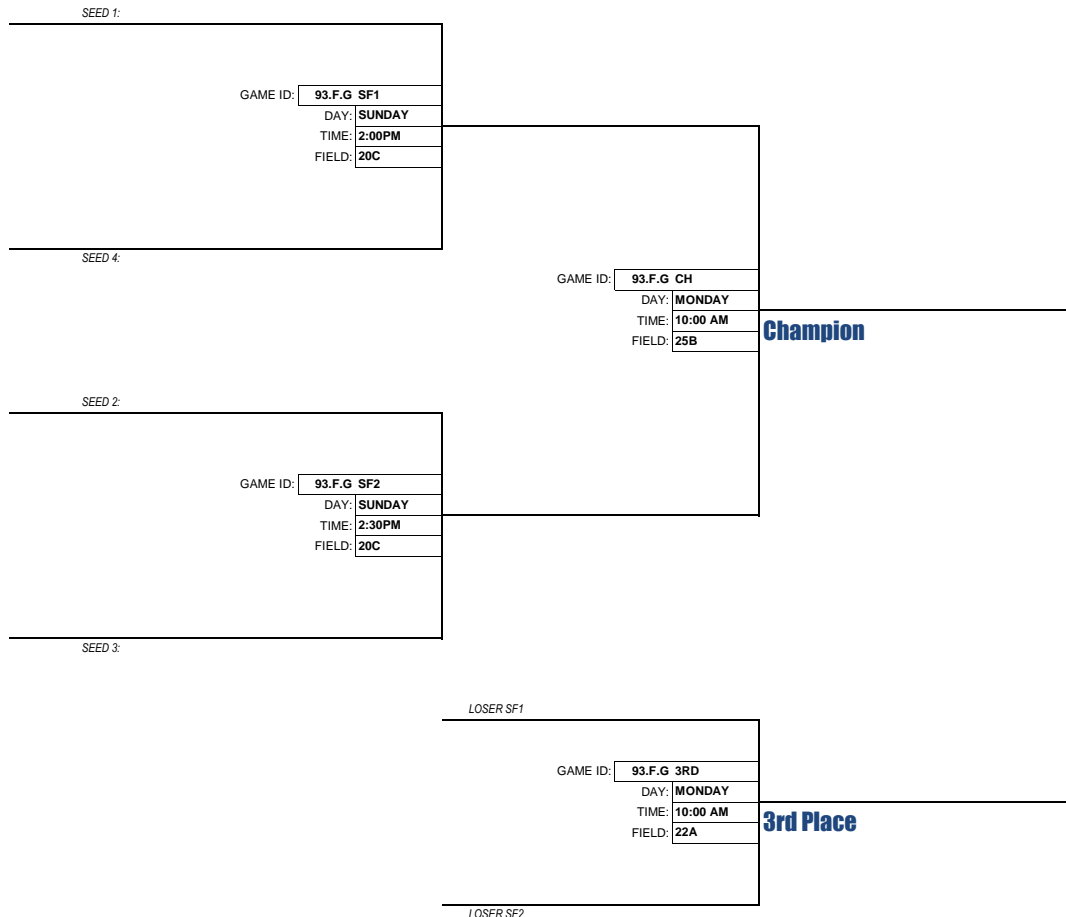 SEED 1:
GAME ID: 93.F.G SF1
DAY: SUNDAY
TIME: 2:00PM
FIELD: 20C
SEED 4:
GAME ID: 93.F.G CH
DAY: MONDAY
TIME: 10:00 AM
FIELD: 25B
Champion
SEED 2:
GAME ID: 93.F.G SF2
DAY: SUNDAY
TIME: 2:30PM
FIELD: 20C
SEED 3:
LOSER SF1
GAME ID: 93.F.G 3RD
DAY: MONDAY
TIME: 10:00 AM
FIELD: 22A
3rd Place
LOSER SF2